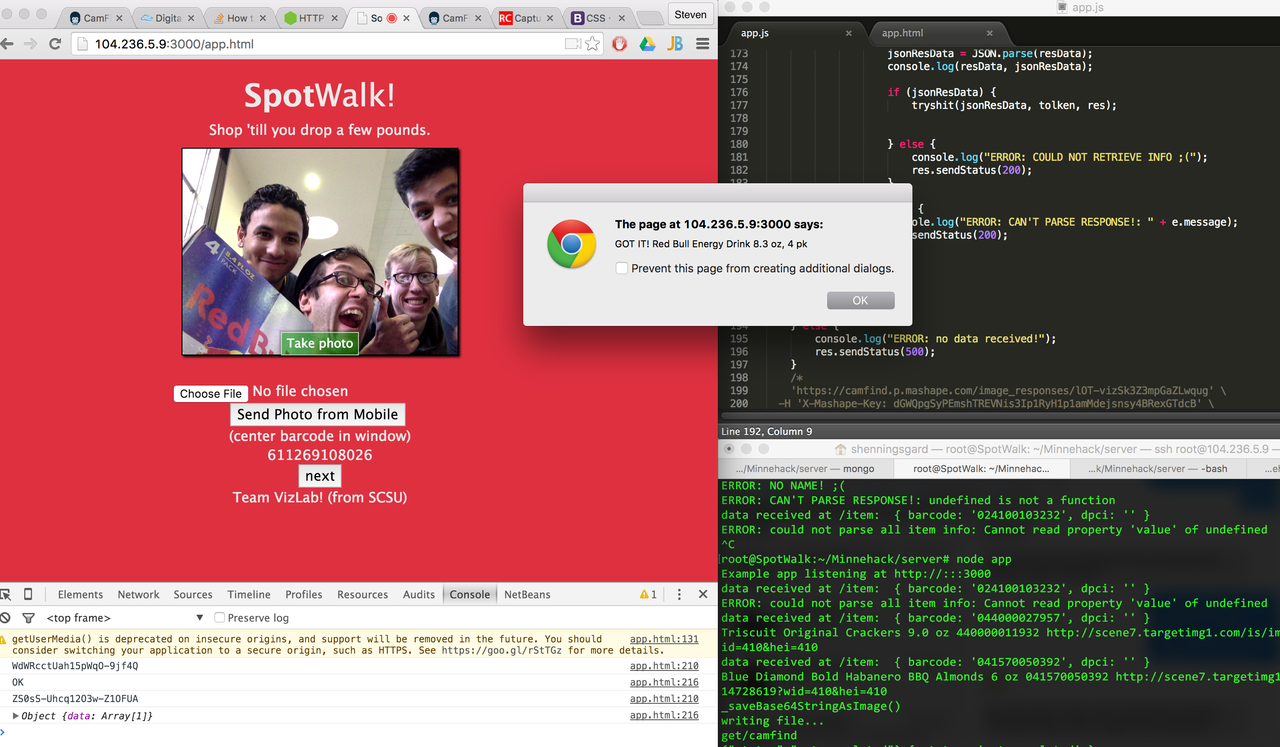 CamF
Digita
How t
HTTP
So
CamF
RC Captu
B CSS -
Steven
104.236.5.9:3000/app.html
JB
SpotWalk!
Shop 'till you drop a few pounds.
4
8.4 FL OZ
PACK
RedB
Take photo
Choose File No file chosen
Send Photo from Mobile
(center barcode in window)
611269108026
next
Team VizLab! (from SCSU)
The page at 104.236.5.9:3000 says:
GOT IT! Red Bull Energy Drink 8.3 oz, 4 pk
Prevent this page from creating additional dialogs.
OK
app.js
app.js
app.html
173 jsonResData = JSON.parse(resData);
174 console.log(resData, jsonResData);
175
176 if (jsonResData) {
177 tryshit(jsonResData, tolken, res);
178
179
180 } else {
181 console.log("ERROR: COULD NOT RETRIEVE INFO ;(");
182 res.sendStatus(200);
183 }
{
ole.log("ERROR: CAN'T PARSE RESPONSE!: " + e.message);
sendStatus(200);
194 } else {
195 console.log("ERROR: no data received!");
196 res.sendStatus(500);
197 }
198 /*
199 'https://camfind.p.mashape.com/image_responses/lOT-vizSk3Z3mpGaZLwqug' \
200 -H 'X-Mashape-Key: dGWQpgSyPEmshTREVNis3Ip1RyH1p1amMdejsnsy4BRexGTdcB' \
Line 192, Column 9
shenningsgard — root@SpotWalk: ~/Minnehack/server — ssh root@104.236.5.9 —
.../Minnehack/server — mongo
root@SpotWalk: ~/Minnehac...
...k/Minnehack/server — -bash
...eh
ERROR: NO NAME! ;(
ERROR: CAN'T PARSE RESPONSE!: undefined is not a function
data received at /item: { barcode: '024100103232', dpci: '' }
ERROR: could not parse all item info: Cannot read property 'value' of undefined
^C
root@SpotWalk:~/Minnehack/server# node app
Example app listening at http://:::3000
data received at /item: { barcode: '024100103232', dpci: '' }
ERROR: could not parse all item info: Cannot read property 'value' of undefined
data received at /item: { barcode: '044000027957', dpci: '' }
Triscuit Original Crackers 9.0 oz 440000011932 http://scene7.targetimg1.com/is/im
id=410&hei=410
data received at /item: { barcode: '041570050392', dpci: '' }
Blue Diamond Bold Habanero BBQ Almonds 6 oz 041570050392 http://scene7.targetimg1
14728619?wid=410&hei=410
_saveBase64StringAsImage()
writing file...
get/camfind
Elements Network Sources Timeline Profiles Resources Audits Console NetBeans
1
<top frame>
Preserve log
getUserMedia() is deprecated on insecure origins, and support will be removed in the future. You should app.html:131
consider switching your application to a secure origin, such as HTTPS. See https://goo.gl/rStTGz for more details.
WdWRcctUah15pWqO-9jf4Q app.html:210
OK app.html:216
ZS0sS-Uhcq12O3w-Z1OFUA app.html:210
Object {data: Array[1]} app.html:216